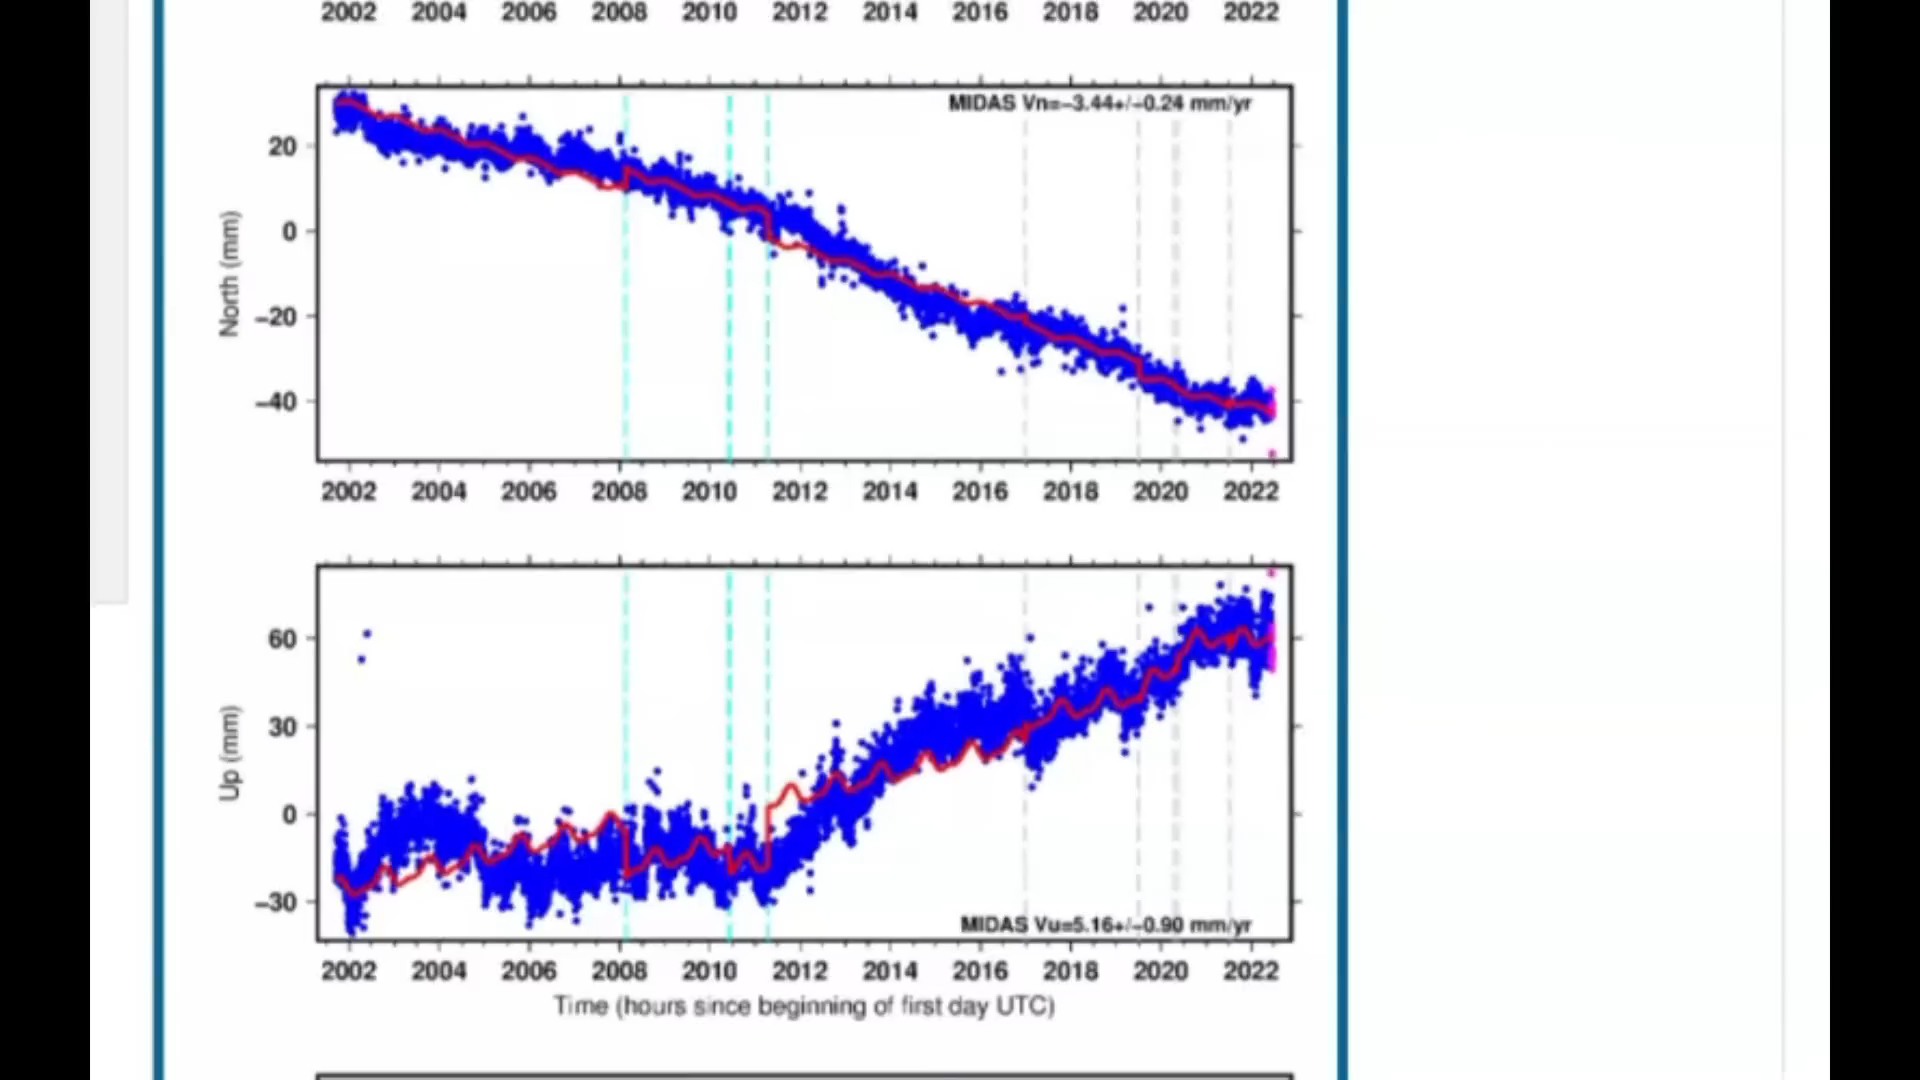 2002 2004 2006 2008 2010 2012 2014 2016 2018 2020 2022
MIDAS Vn=−3.44+/−0.24 mm/yr
20
0
−20
−40
North (mm)
2002 2004 2006 2008 2010 2012 2014 2016 2018 2020 2022
60
30
0
−30
Up (mm)
MIDAS Vu=5.16+/−0.90 mm/yr
2002 2004 2006 2008 2010 2012 2014 2016 2018 2020 2022
Time (hours since beginning of first day UTC)